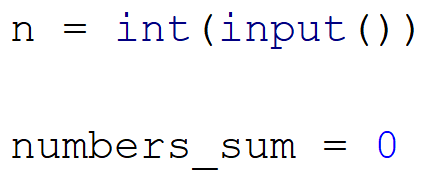 n = int(input())
numbers_sum = 0